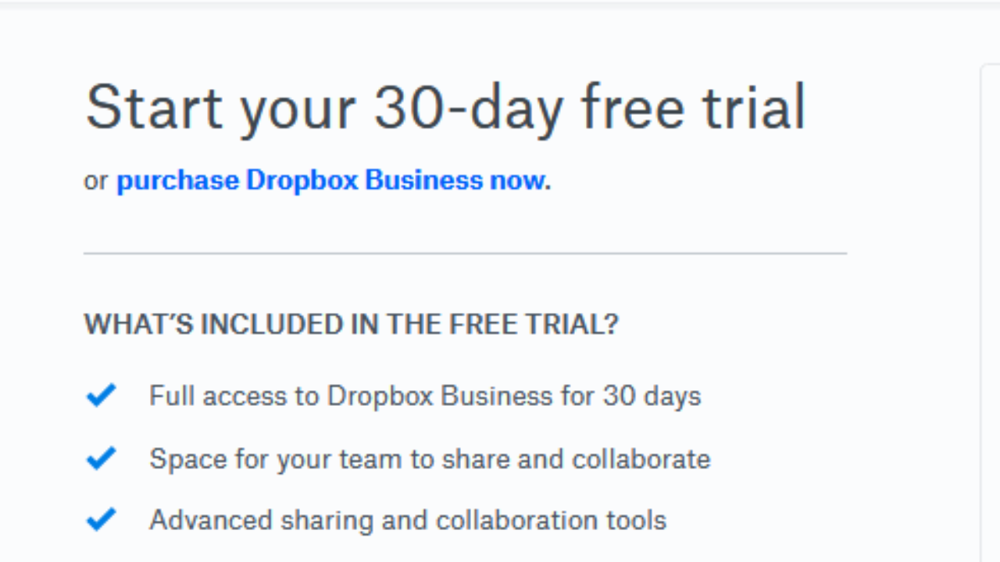 Start your 30-day free trial
or purchase Dropbox Business now.
WHAT’S INCLUDED IN THE FREE TRIAL?
Full access to Dropbox Business for 30 days
Space for your team to share and collaborate
Advanced sharing and collaboration tools